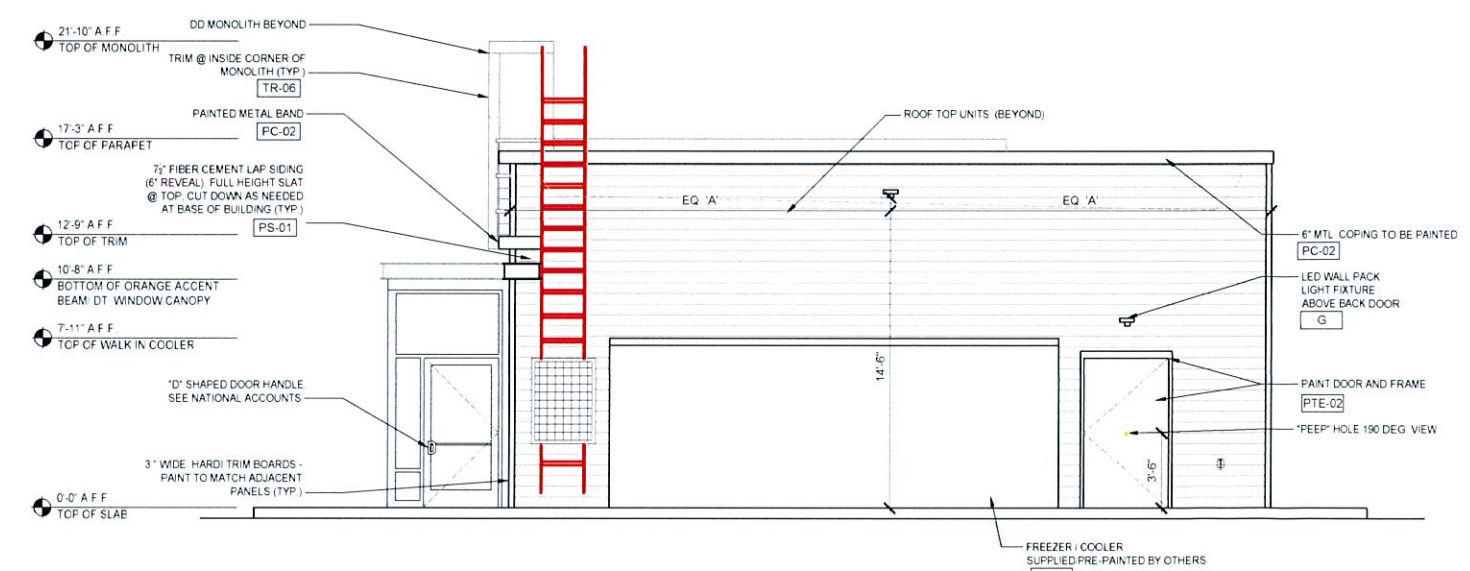 21'-10" A.F.F
TOP OF MONOLITH
DD MONOLITH BEYOND
TRIM @ INSIDE CORNER OF
MONOLITH (TYP.)
TR-06
PAINTED METAL BAND
PC-02
17'-3" A F F
TOP OF PARAPET
7½" FIBER CEMENT LAP SIDING
(6" REVEAL) FULL HEIGHT SLAT
@ TOP, CUT DOWN AS NEEDED
AT BASE OF BUILDING (TYP.)
PS-01
12'-9" A F F
TOP OF TRIM
10'-8" A F F
BOTTOM OF ORANGE ACCENT
BEAM/ DT WINDOW CANOPY
7'-11" A F F
TOP OF WALK IN COOLER
"D" SHAPED DOOR HANDLE
SEE NATIONAL ACCOUNTS
3" WIDE HARDI TRIM BOARDS -
PAINT TO MATCH ADJACENT
PANELS (TYP.)
0'-0" A F F
TOP OF SLAB
ROOF TOP UNITS (BEYOND)
EQ 'A'
EQ 'A'
14'-6"
3'-6"
6" MTL COPING TO BE PAINTED
PC-02
LED WALL PACK
LIGHT FIXTURE
ABOVE BACK DOOR
G
PAINT DOOR AND FRAME
PTE-02
"PEEP" HOLE 190 DEG. VIEW
FREEZER / COOLER
SUPPLIED PRE-PAINTED BY OTHERS